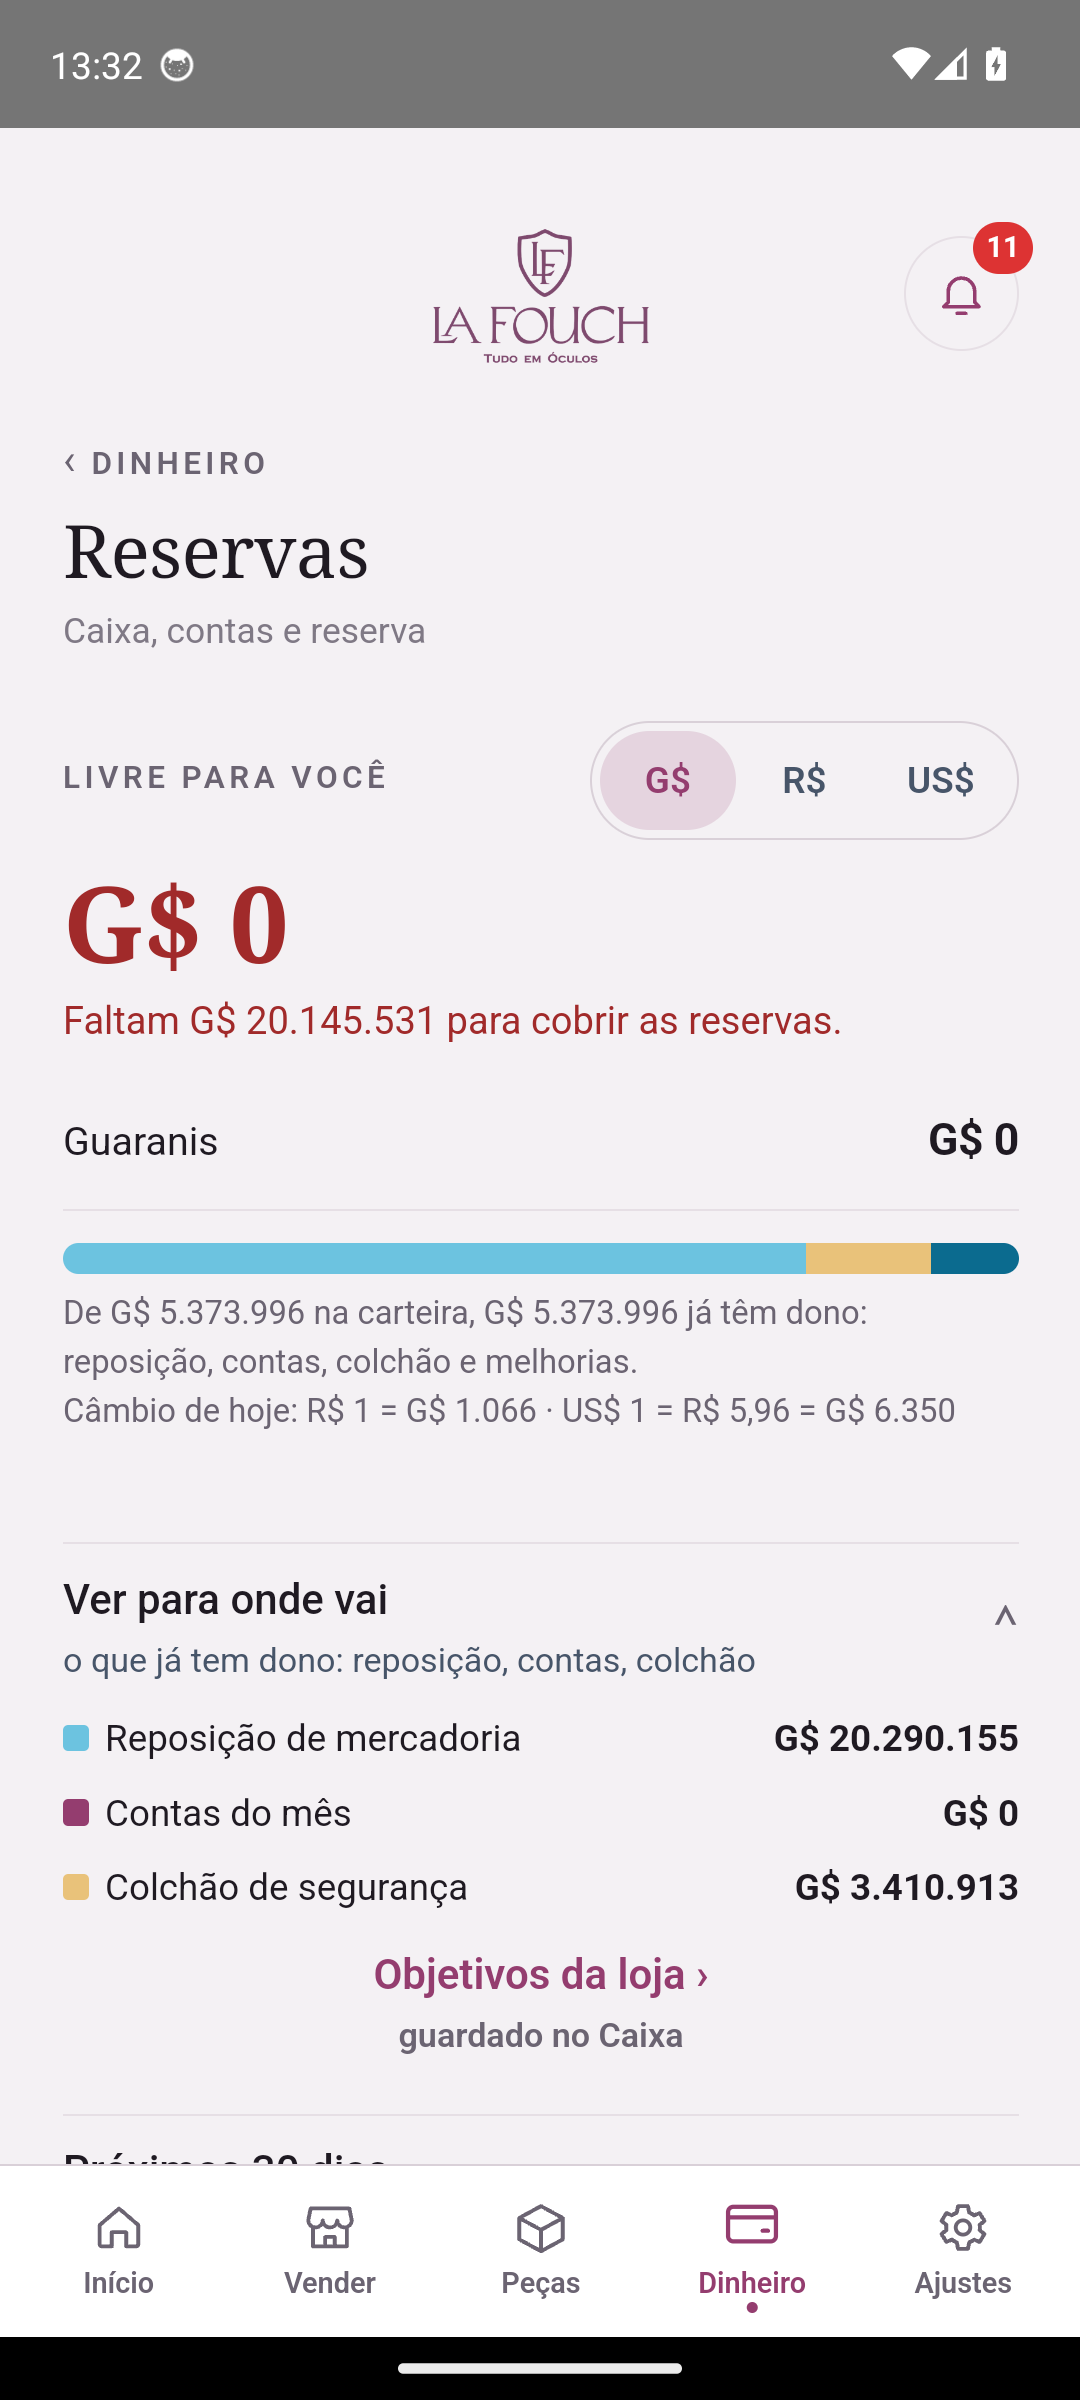 13:32
LF
LA FOUCH
TUDO EM ÓCULOS
11
‹ DINHEIRO
Reservas
Caixa, contas e reserva
LIVRE PARA VOCÊ
G$ R$ US$
G$ 0
Faltam G$ 20.145.531 para cobrir as reservas.
Guaranis G$ 0
De G$ 5.373.996 na carteira, G$ 5.373.996 já têm dono:
reposição, contas, colchão e melhorias.
Câmbio de hoje: R$ 1 = G$ 1.066 · US$ 1 = R$ 5,96 = G$ 6.350
Ver para onde vai
o que já tem dono: reposição, contas, colchão
Reposição de mercadoria G$ 20.290.155
Contas do mês G$ 0
Colchão de segurança G$ 3.410.913
Objetivos da loja ›
guardado no Caixa
Próximos 30 dias
Início Vender Peças Dinheiro Ajustes